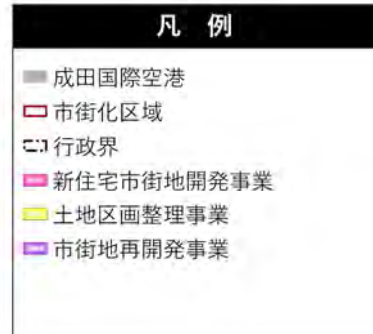 凡 例
成田国際空港
市街化区域
行政界
新住宅市街地開発事業
土地区画整理事業
市街地再開発事業